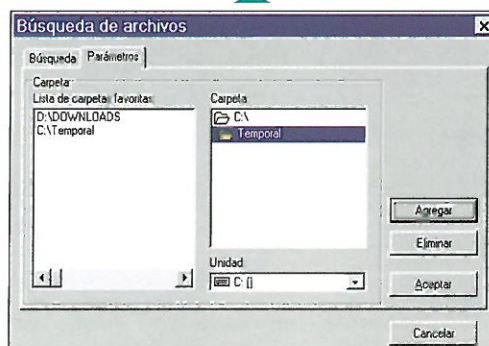 Búsqueda de archivos
Búsqueda
Parámetros
Carpeta:
Lista de carpetas favoritas:
D:\DOWNLOADS
C:\Temporal
Carpeta
C:\
Temporal
Unidad
C: []
Agregar
Eliminar
Aceptar
Cancelar